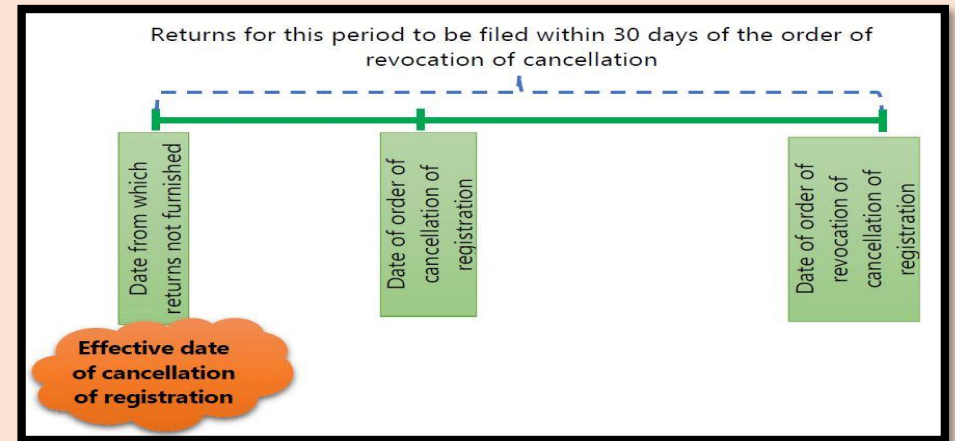 Returns for this period to be filed within 30 days of the order of
revocation of cancellation
Date from which
returns not furnished
Date of order of
cancellation of
registration
Date of order of
revocation of
cancellation of
registration
Effective date
of cancellation
of registration